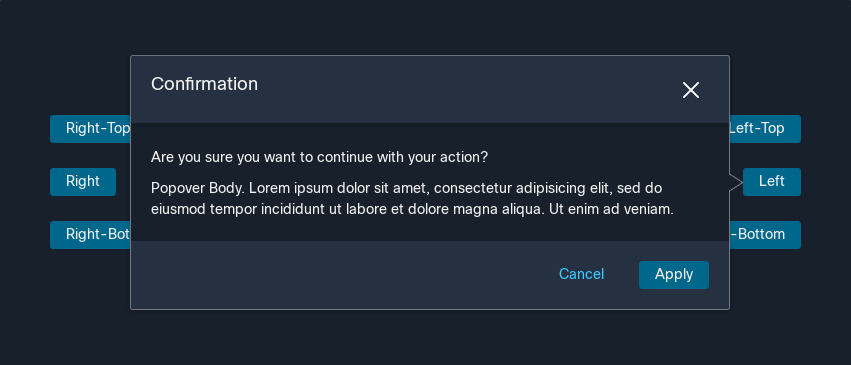 Confirmation
Right-Top
Left-Top
Are you sure you want to continue with your action?
Right
Left
Popover Body. Lorem ipsum dolor sit amet, consectetur adipisicing elit, sed do
eiusmod tempor incididunt ut labore et dolore magna aliqua. Ut enim ad veniam.
Right-Bot
-Bottom
Cancel
Apply